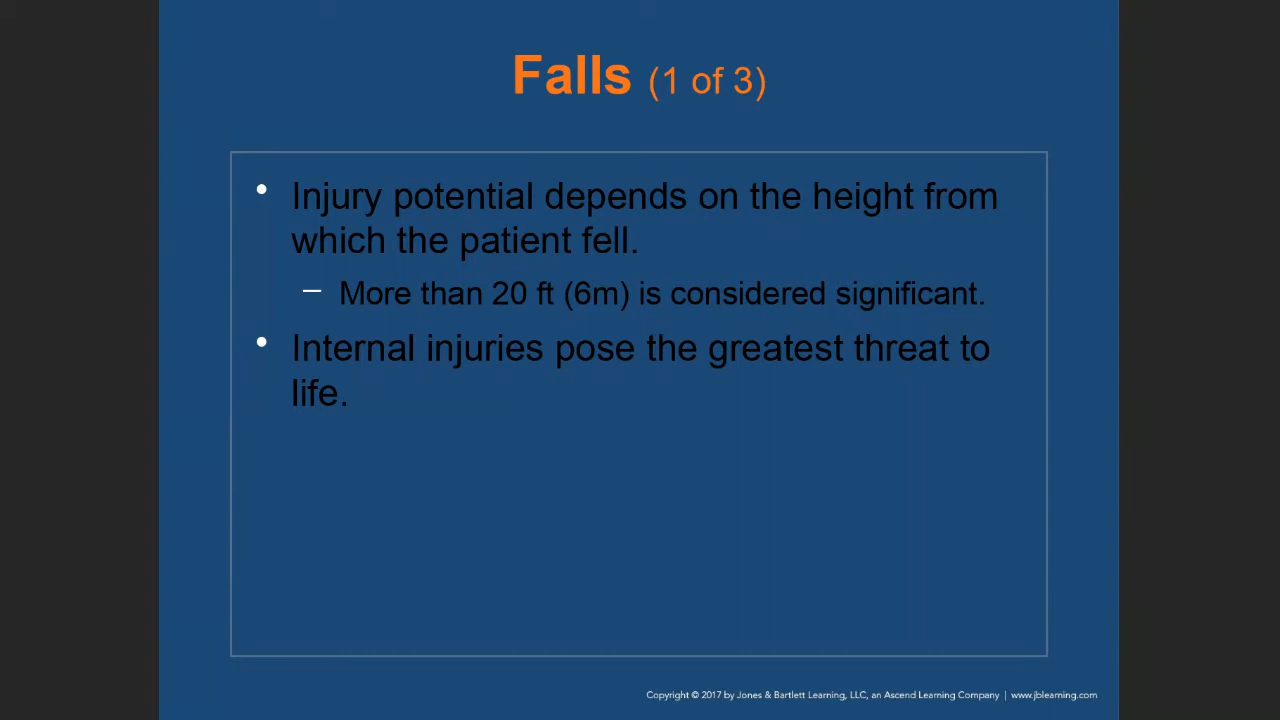 Falls (1 of 3)
• Injury potential depends on the height from
which the patient fell.
– More than 20 ft (6m) is considered significant.
• Internal injuries pose the greatest threat to
life.
Copyright © 2017 by Jones & Bartlett Learning, LLC, an Ascend Learning Company | www.jblearning.com